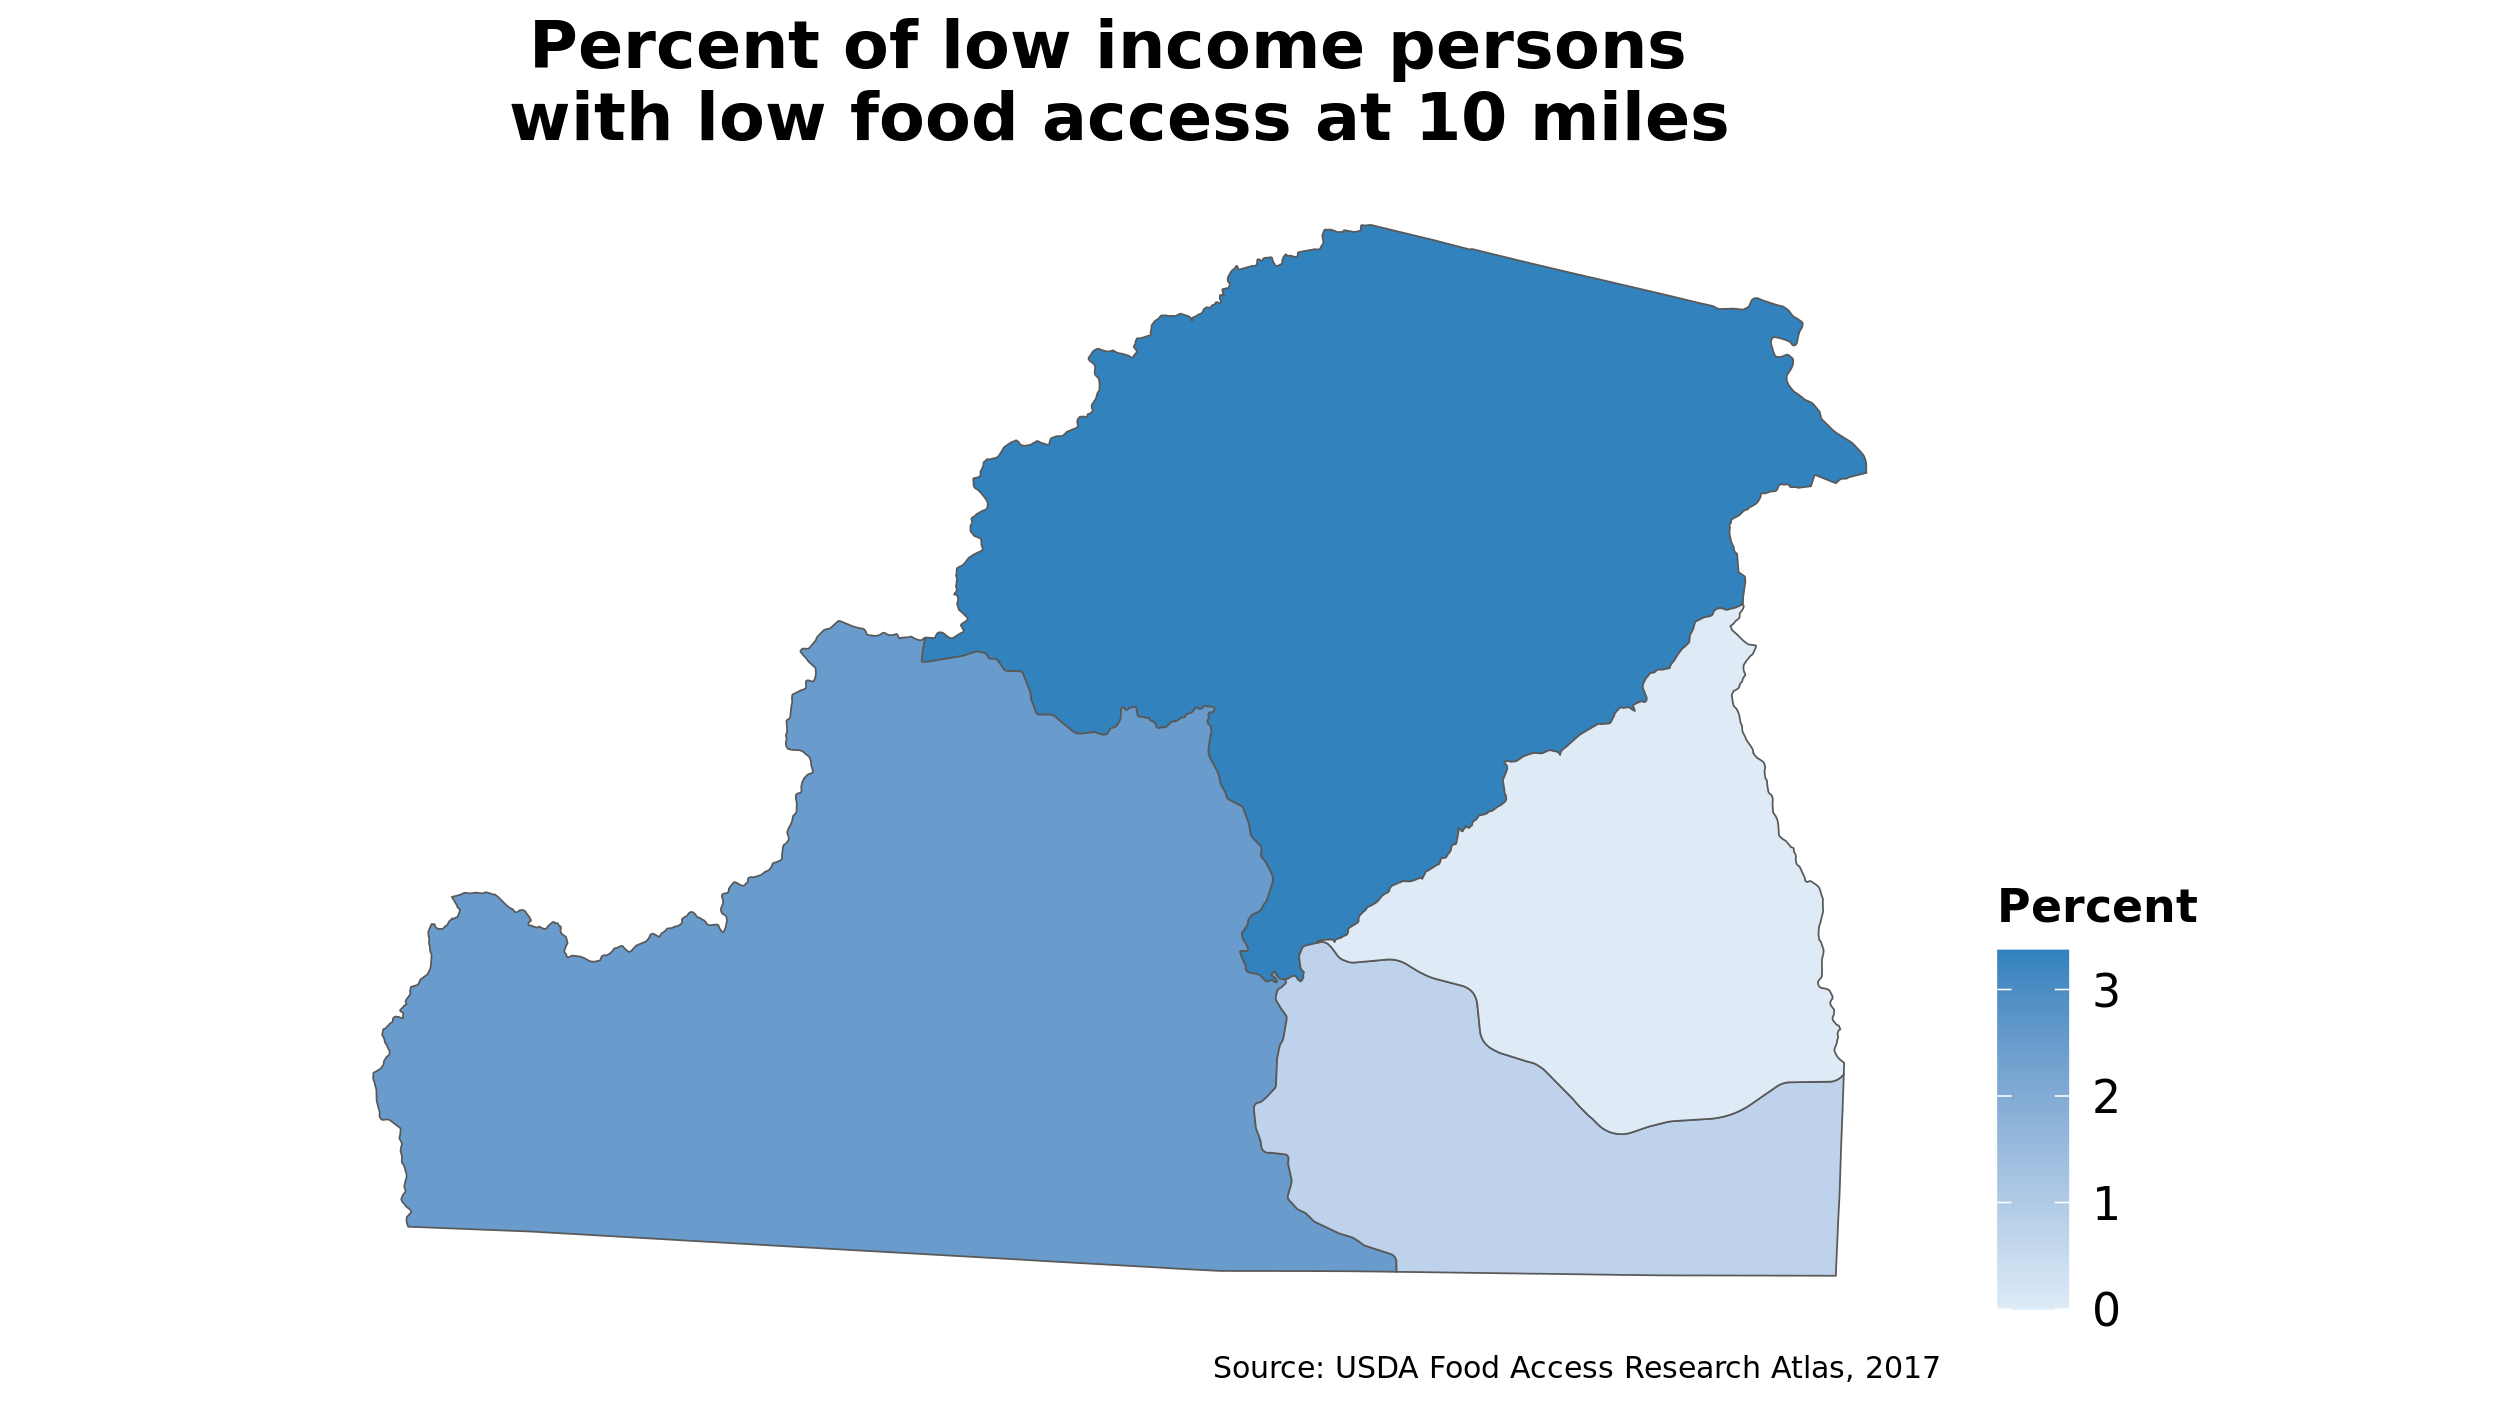 Percent of low income persons
with low food access at 10 miles
Percent
3
2
1
0
Source: USDA Food Access Research Atlas, 2017